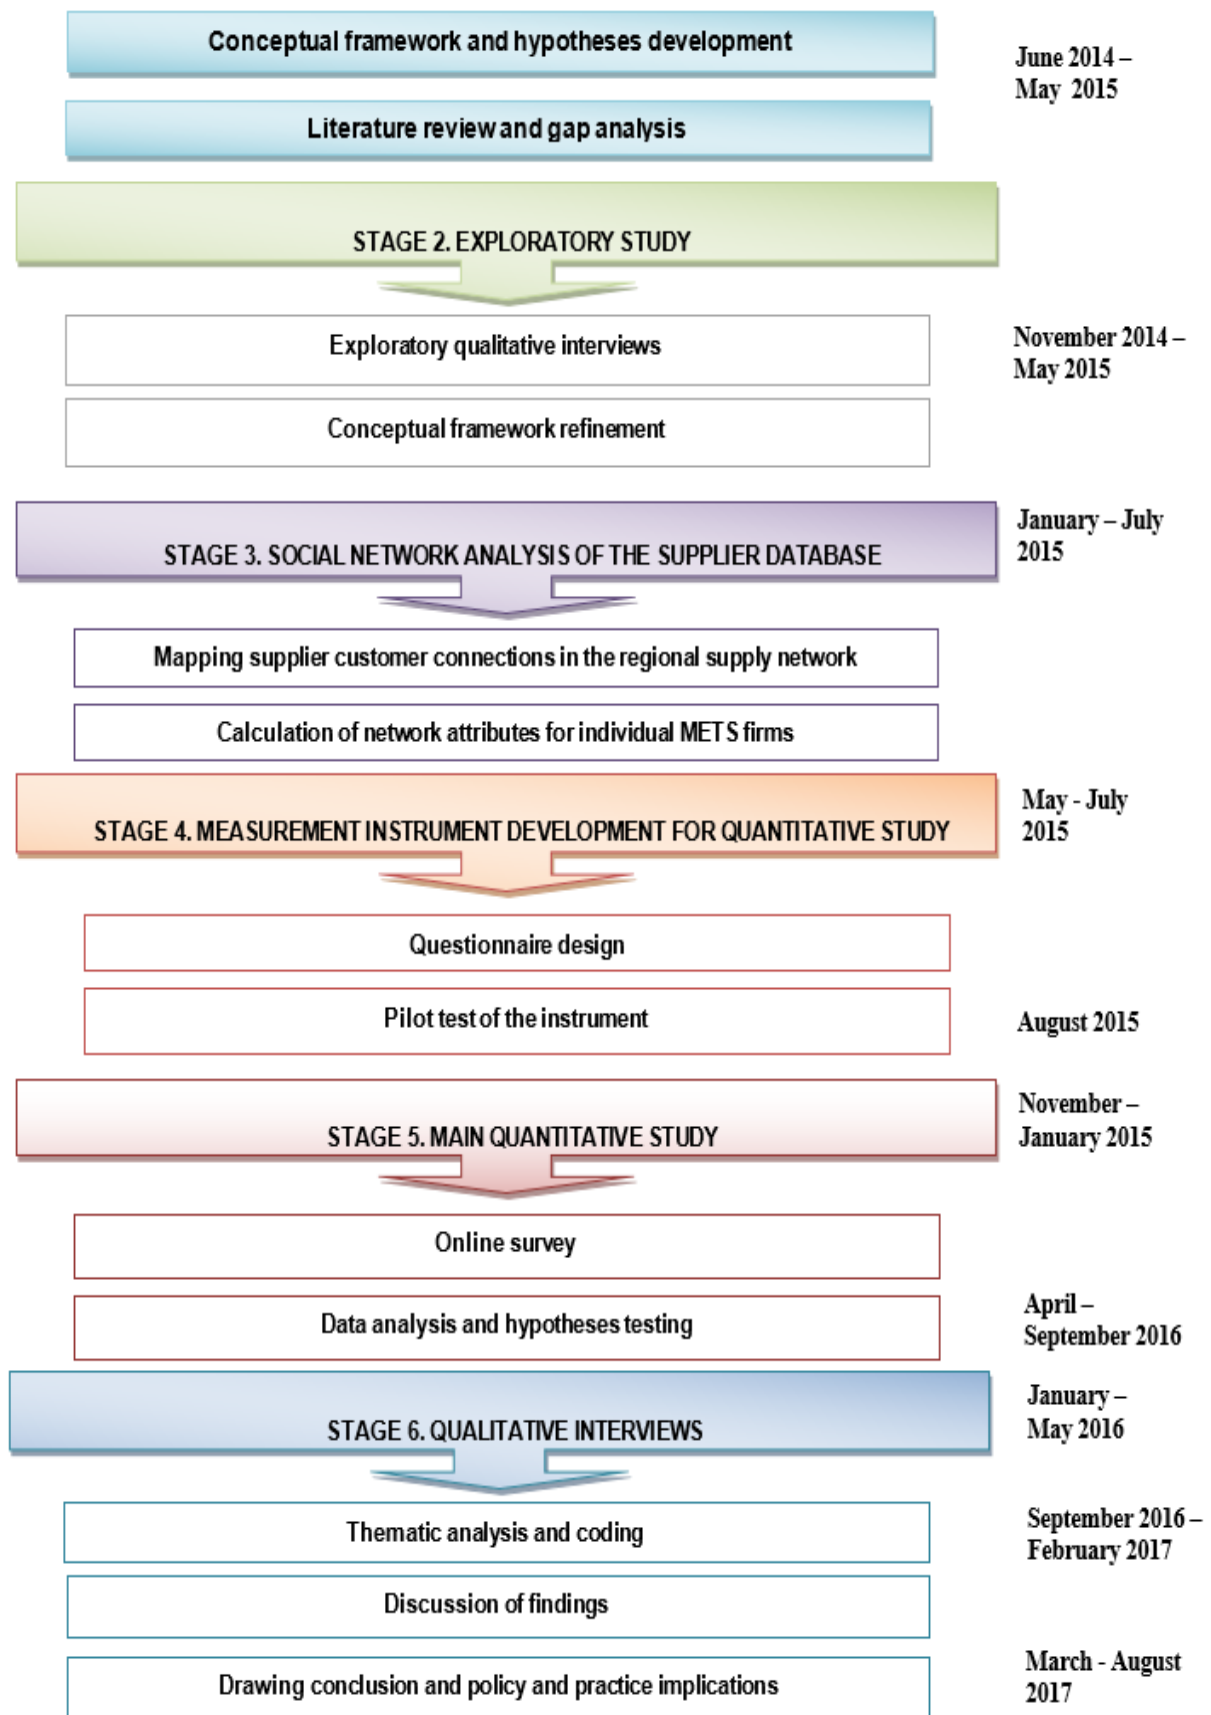 Conceptual framework and hypotheses development
June 2014 –
May 2015
Literature review and gap analysis
STAGE 2. EXPLORATORY STUDY
Exploratory qualitative interviews
November 2014 –
May 2015
Conceptual framework refinement
January – July
2015
STAGE 3. SOCIAL NETWORK ANALYSIS OF THE SUPPLIER DATABASE
Mapping supplier customer connections in the regional supply network
Calculation of network attributes for individual METS firms
May - July
2015
STAGE 4. MEASUREMENT INSTRUMENT DEVELOPMENT FOR QUANTITATIVE STUDY
Questionnaire design
Pilot test of the instrument
August 2015
November –
January 2015
STAGE 5. MAIN QUANTITATIVE STUDY
Online survey
Data analysis and hypotheses testing
April –
September 2016
January –
May 2016
STAGE 6. QUALITATIVE INTERVIEWS
Thematic analysis and coding
September 2016 –
February 2017
Discussion of findings
Drawing conclusion and policy and practice implications
March - August
2017